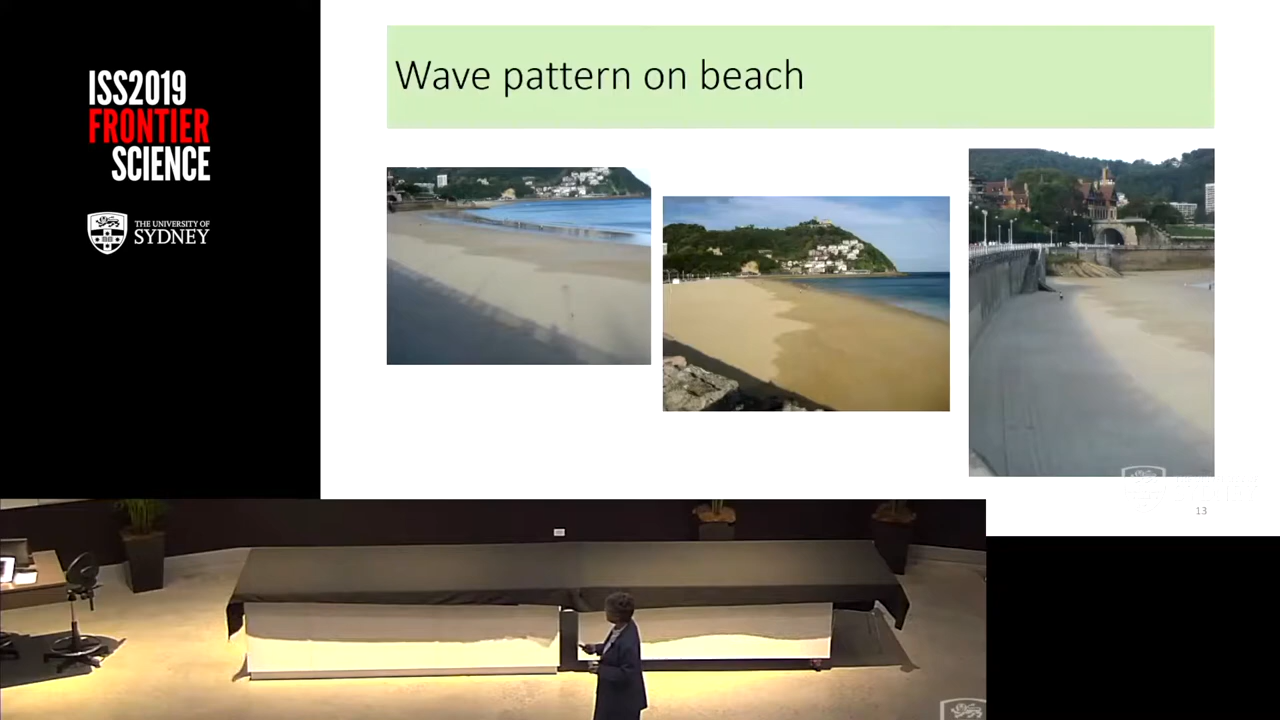 ISS2019
FRONTIER
SCIENCE
THE UNIVERSITY OF
SYDNEY
Wave pattern on beach
13